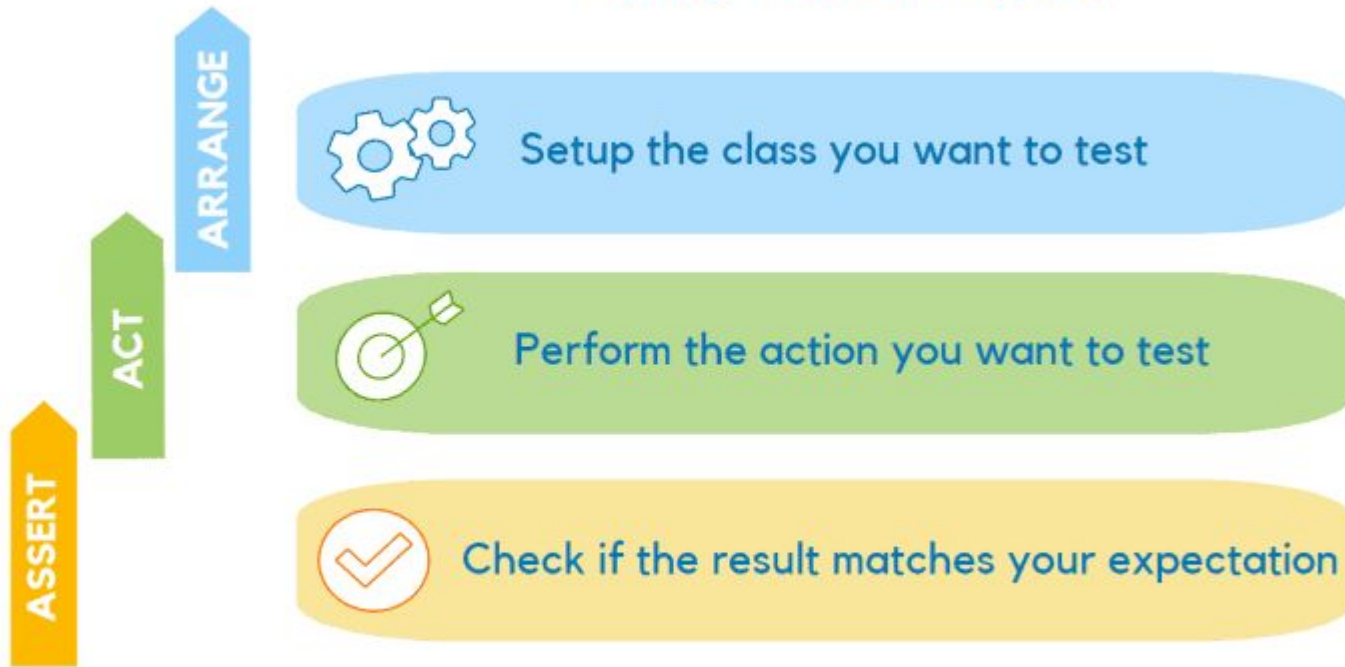 ARRANGE
Setup the class you want to test
ACT
Perform the action you want to test
ASSERT
Check if the result matches your expectation